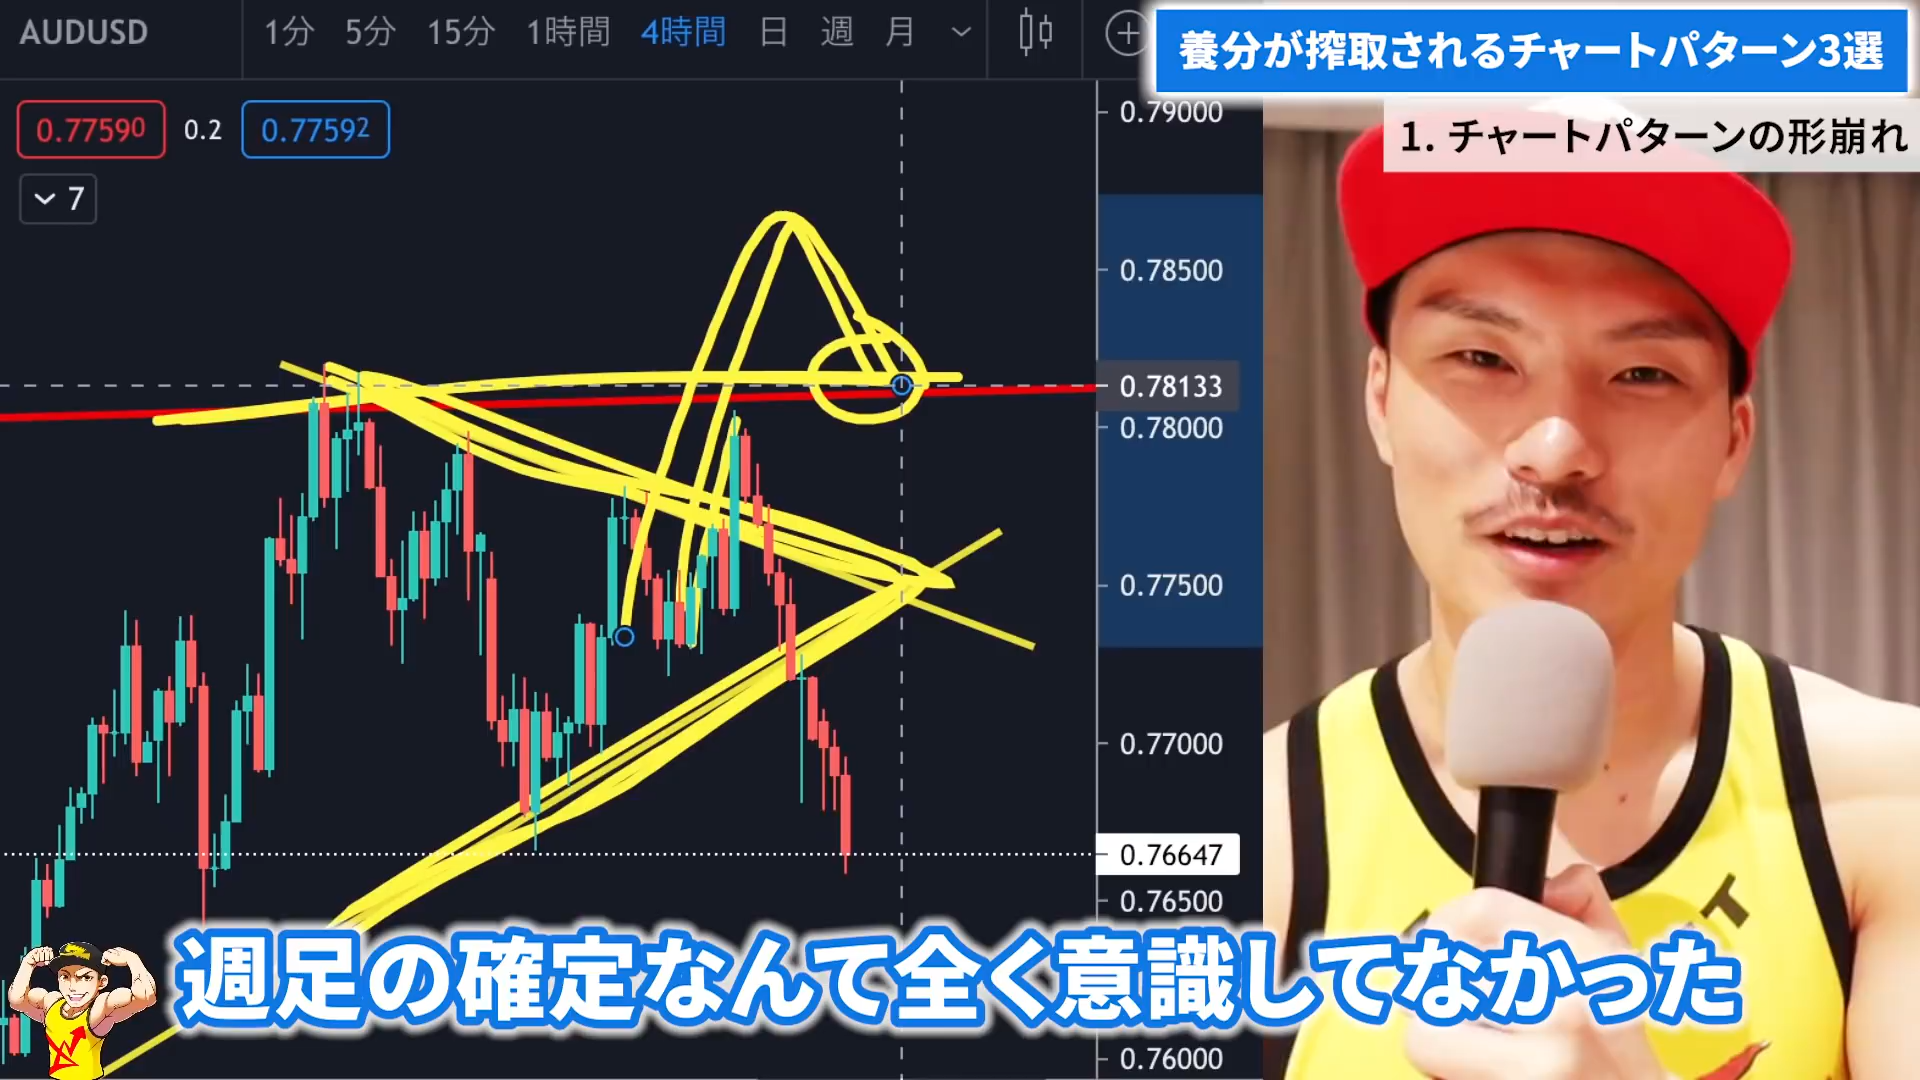 AUDUSD
1分 5分 15分 1時間 4時間 日 週 月
養分が搾取されるチャートパターン3選
1. チャートパターンの形崩れ
0.77590 0.2 0.77592
7
0.79000
0.78500
0.78133
0.78000
0.77500
0.77000
0.76647
0.76500
0.76000
週足の確定なんて全く意識してなかった